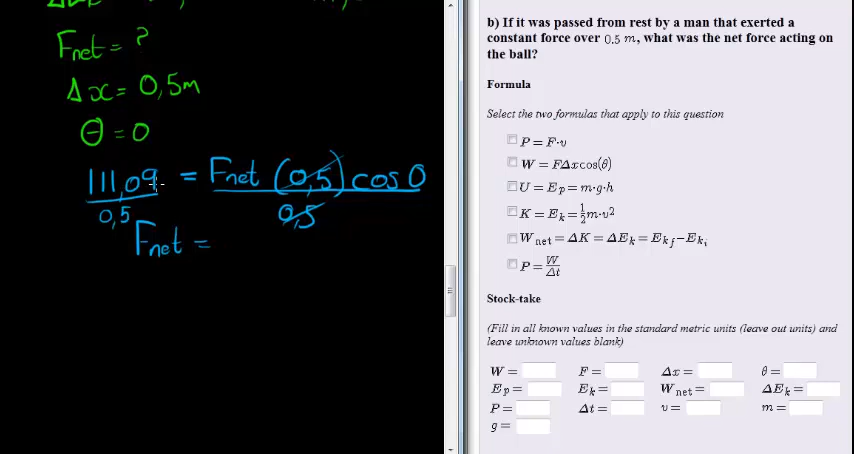 Fnet = ?
Δx = 0,5m
θ = 0
111,09 = Fnet (0,5) cos 0
0,5 0,5
Fnet =
b) If it was passed from rest by a man that exerted a
constant force over 0.5 m, what was the net force acting on
the ball?
Formula
Select the two formulas that apply to this question
P = F·v
W = FΔx cos(θ)
U = Ep = m·g·h
K = Ek = 1/2 m·v²
Wnet = ΔK = ΔEk = Ekf − Eki
P = W/Δt
Stock-take
(Fill in all known values in the standard metric units (leave out units) and
leave unknown values blank)
W = F = Δx = θ =
Ep = Ek = Wnet = ΔEk =
P = Δt = v = m =
g =